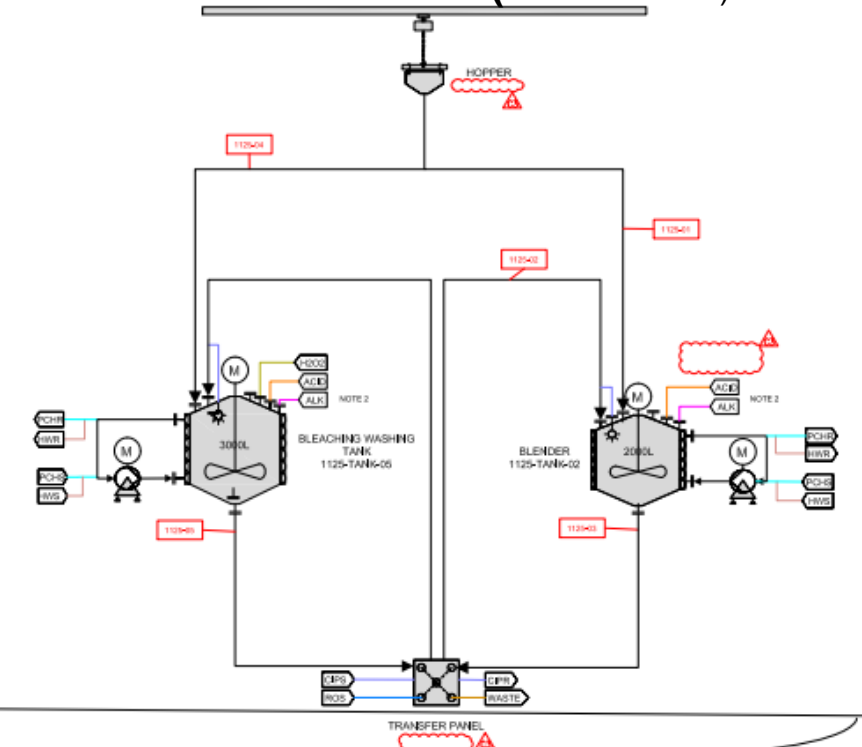 HOPPER
1125-04
1125-01
1125-02
M
H2O2
ACID
ALK
NOTE 2
M
ACID
ALK
NOTE 2
PCHR
HWR
M
PCHS
HWS
3000L
BLEACHING WASHING
TANK
1125-TANK-05
BLENDER
1125-TANK-02
2000L
M
PCHR
HWR
PCHS
HWS
1125-05
1125-03
CIPS
ROS
CIPR
WASTE
TRANSFER PANEL